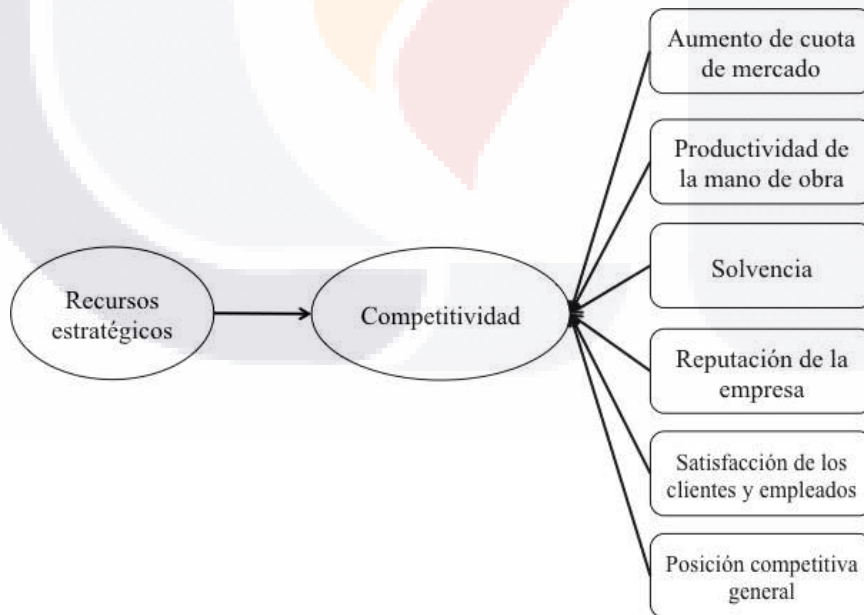 Aumento de cuota
de mercado
Productividad de
la mano de obra
Solvencia
Recursos
estratégicos
Competitividad
Reputación de la
empresa
Satisfacción de los
clientes y empleados
Posición competitiva
general